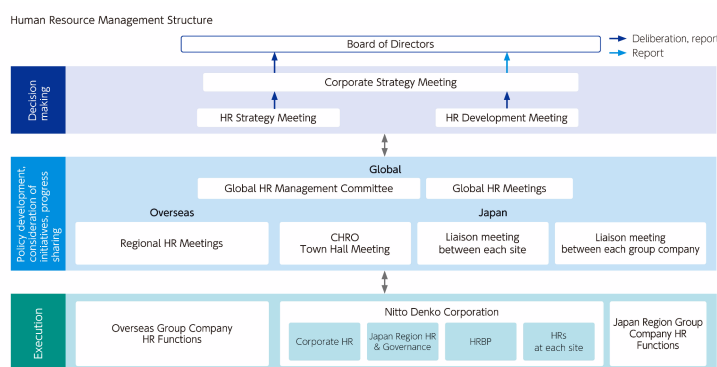 Human Resource Management Structure
Board of Directors
Deliberation, report
Report
Decision
making
Corporate Strategy Meeting
HR Strategy Meeting
HR Development Meeting
Policy development,
consideration of
initiatives, progress
sharing
Global
Global HR Management Committee
Global HR Meetings
Overseas
Japan
Regional HR Meetings
CHRO
Town Hall Meeting
Liaison meeting
between each site
Liaison meeting
between each group company
Execution
Overseas Group Company
HR Functions
Nitto Denko Corporation
Corporate HR
Japan Region HR
& Governance
HRBP
HRs
at each site
Japan Region Group
Company HR
Functions